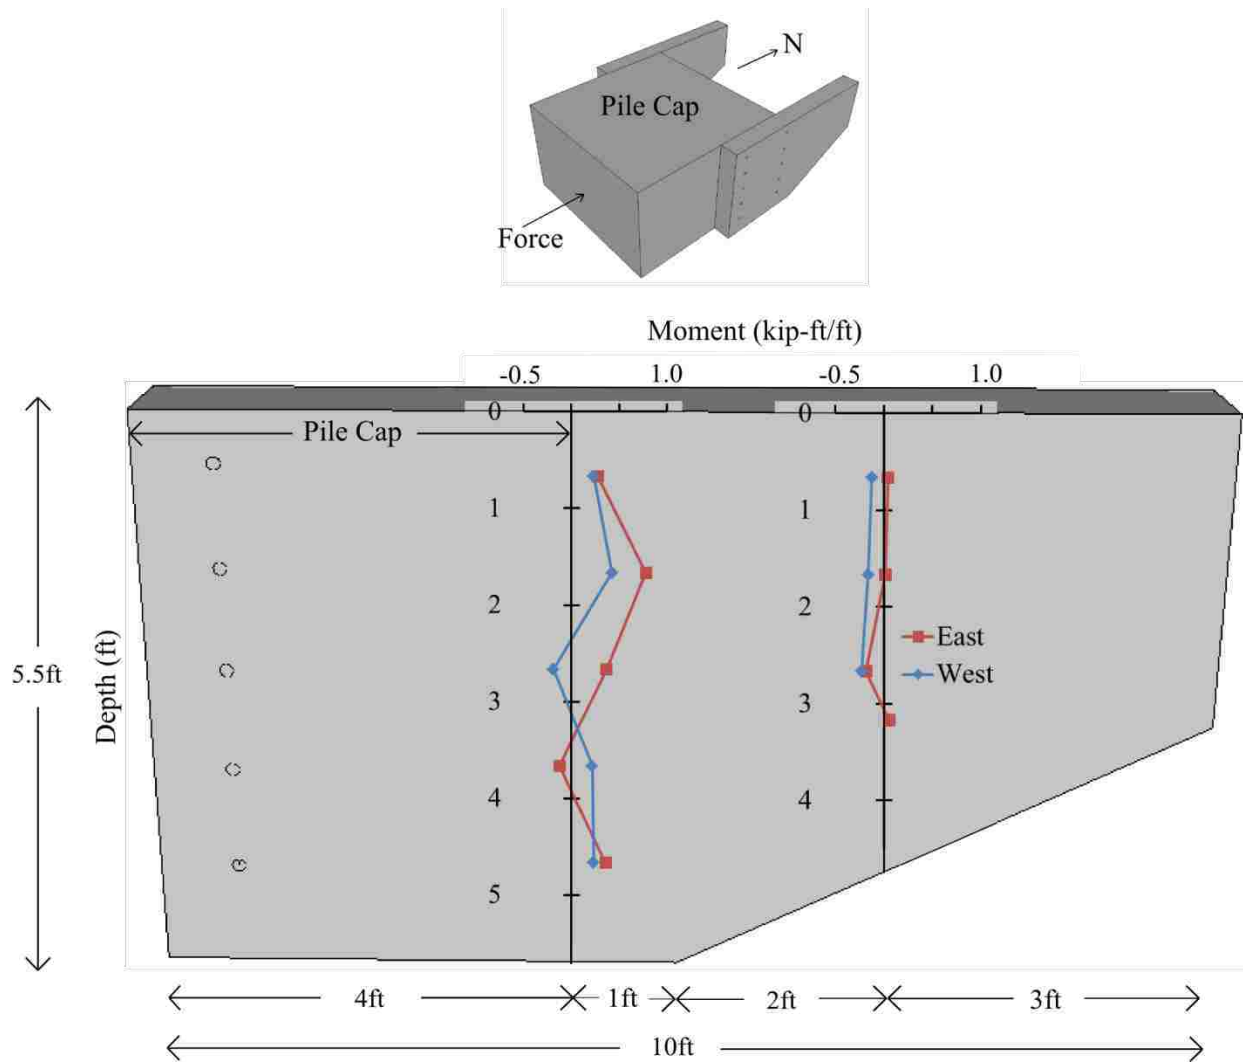 N
Pile Cap
Force
Moment (kip-ft/ft)
-0.5 1.0 -0.5 1.0
0 0
Pile Cap
1 1
2 2
East
5.5ft
Depth (ft)
West
3 3
4 4
5
4ft 1ft 2ft 3ft
10ft